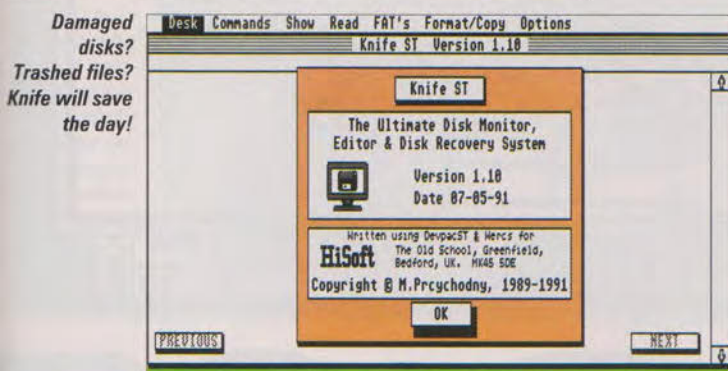 Damaged
disks?
Trashed files?
Knife will save
the day!
Desk Commands Show Read FAT's Format/Copy Options
Knife ST Version 1.10
Knife ST
The Ultimate Disk Monitor,
Editor & Disk Recovery System
Version 1.10
Date 07-05-91
Written using DevpacST & Wercs for
HiSoft The Old School, Greenfield,
Bedford, UK. MK45 5DE
Copyright © M.Prcychodny, 1989-1991
OK
PREVIOUS NEXT